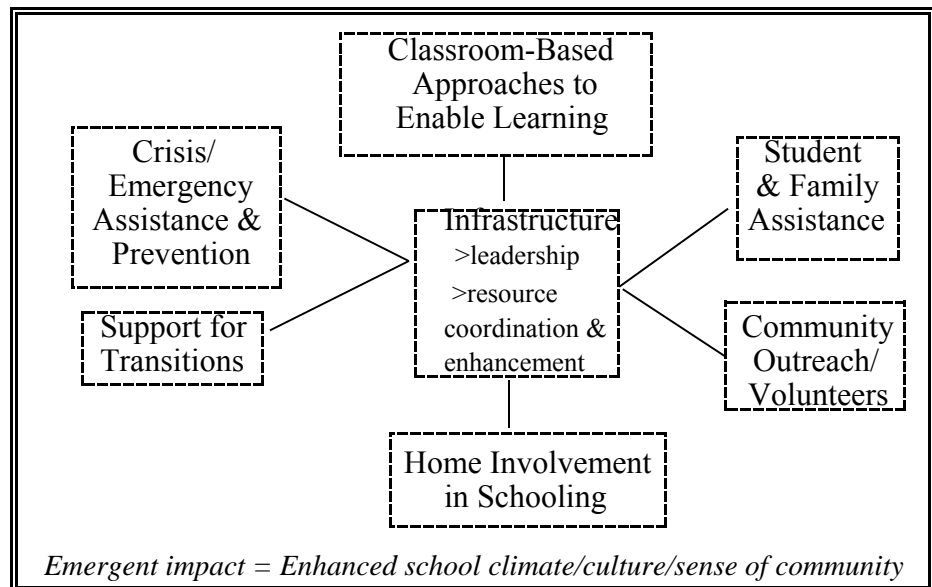 Classroom-Based
Approaches to
Enable Learning
Crisis/
Emergency
Assistance &
Prevention
Student
& Family
Assistance
Infrastructure
>leadership
>resource
coordination &
enhancement
Support for
Transitions
Community
Outreach/
Volunteers
Home Involvement
in Schooling
Emergent impact = Enhanced school climate/culture/sense of community